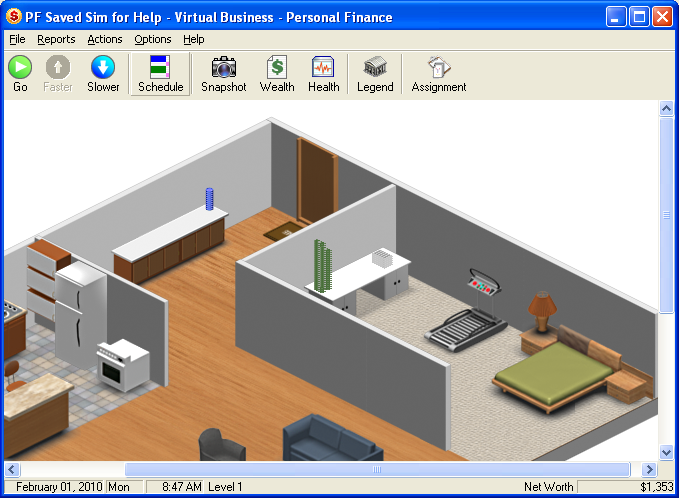 PF Saved Sim for Help - Virtual Business - Personal Finance
File Reports Actions Options Help
Go Faster Slower Schedule Snapshot Wealth Health Legend Assignment
February 01, 2010 Mon 8:47 AM Level 1 Net Worth $1,353